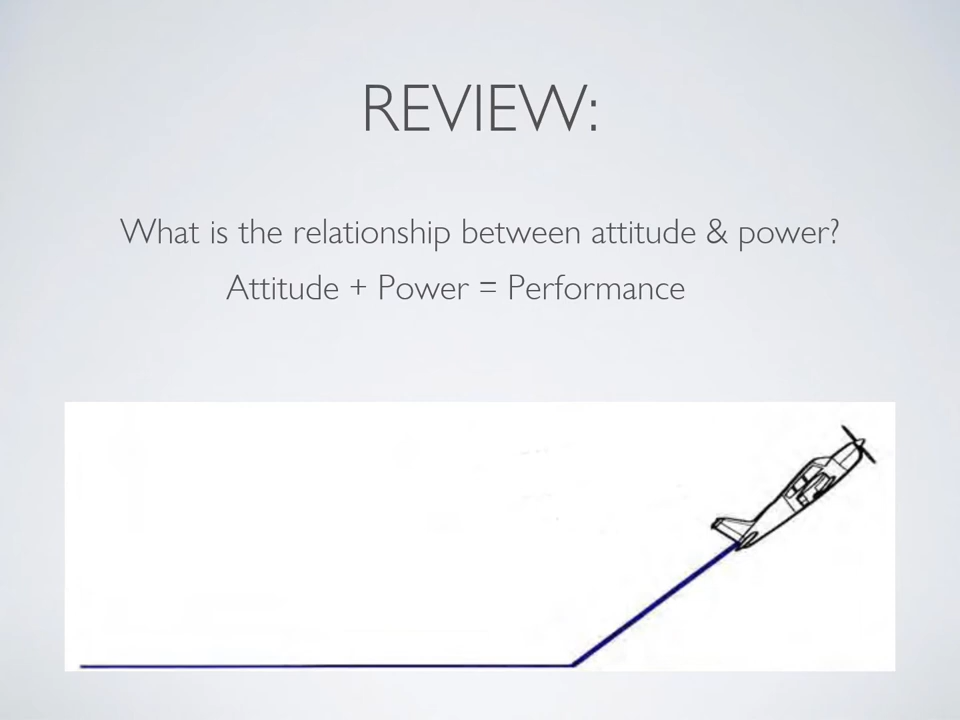 REVIEW:
What is the relationship between attitude & power?
Attitude + Power = Performance